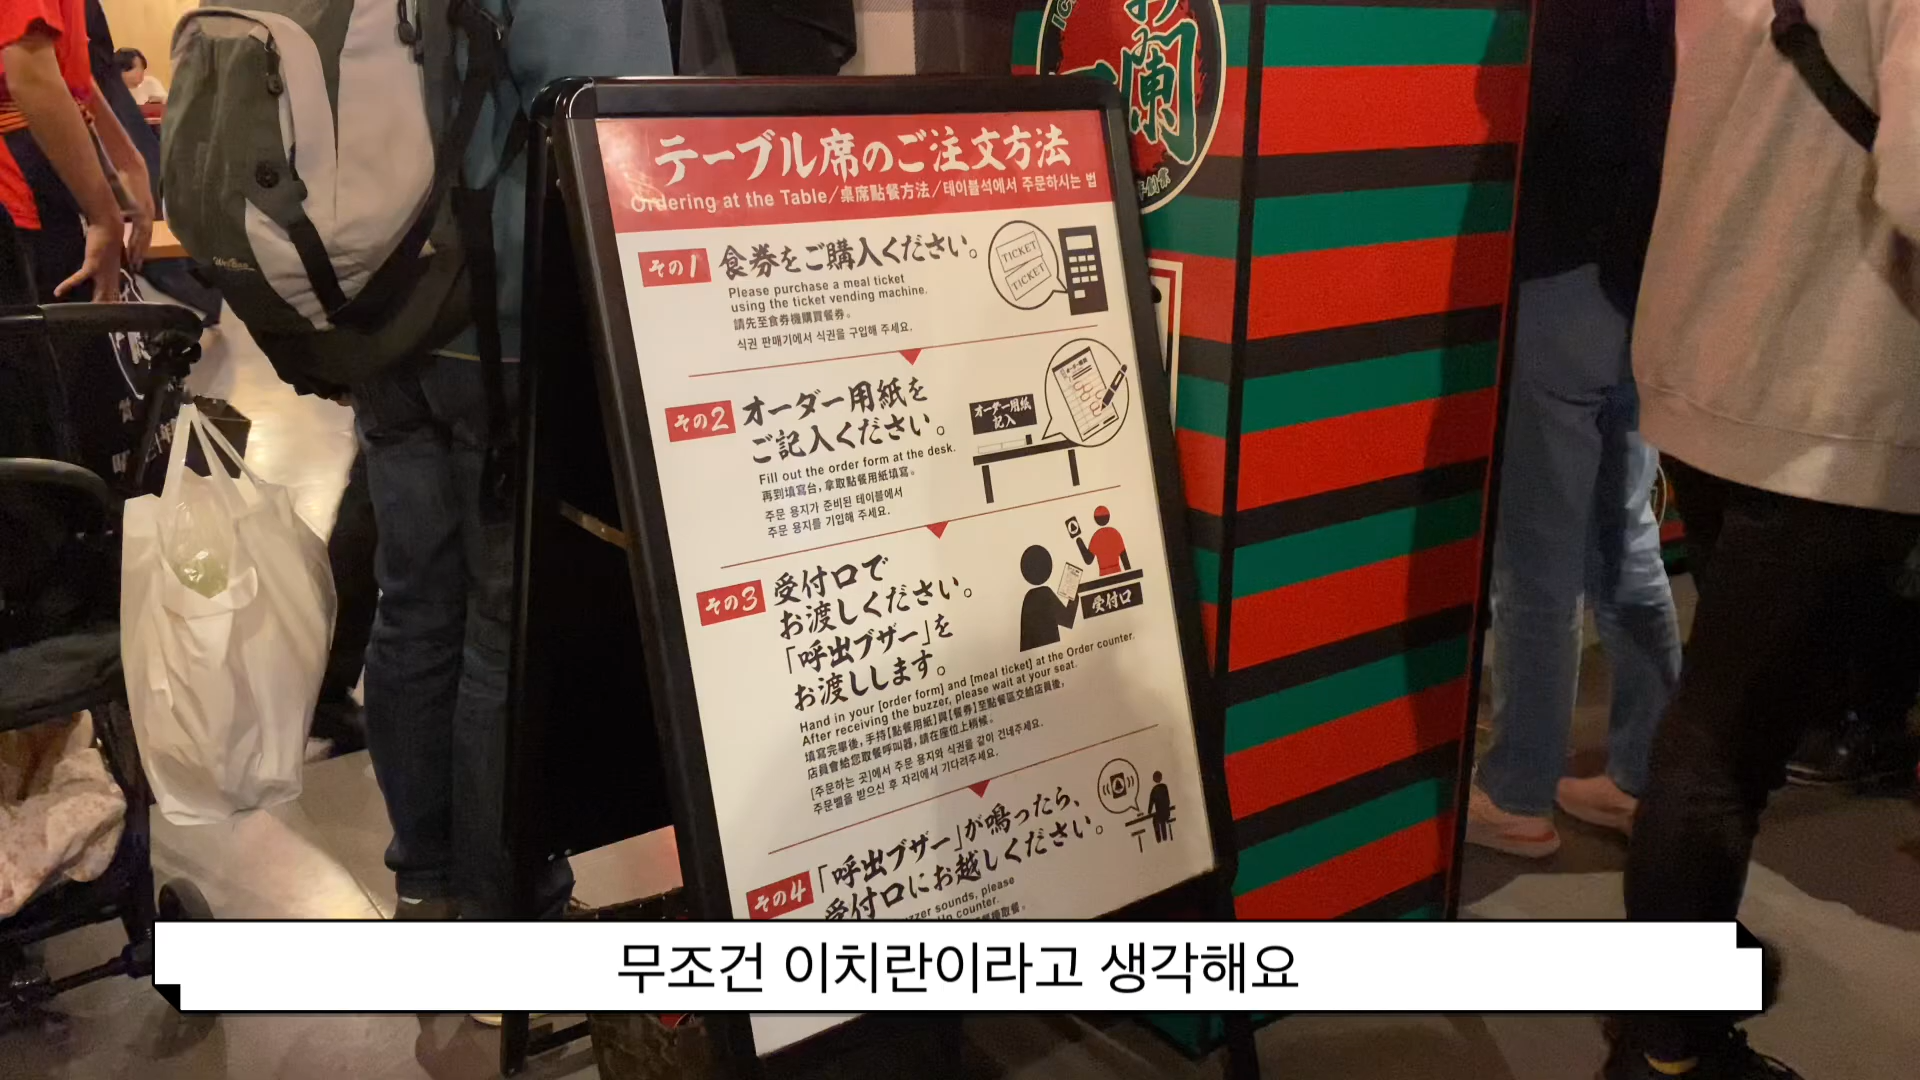 テーブル席のご注文方法
Ordering at the Table/桌席點餐方法/테이블석에서 주문하시는 법
その1 食券をご購入ください。
Please purchase a meal ticket
using the ticket vending machine.
請先至食券機購買餐券。
식권 판매기에서 식권을 구입해 주세요.
TICKET
TICKET
その2 オーダー用紙を
ご記入ください。
Fill out the order form at the desk.
再到填寫台，拿取點餐用紙填寫。
주문 용지가 준비된 테이블에서
주문 용지를 기입해 주세요.
オーダー用紙
記入
その3 受付口で
お渡しください。
「呼出ブザー」を
お渡しします。
受付口
Hand in your [order form] and [meal ticket] at the Order counter.
After receiving the buzzer, please wait at your seat.
填寫完畢後，手持【點餐用紙】與【餐券】至點餐區交給店員後，
店員會給您取餐呼叫器，請在座位上稍候。
[주문하는 곳]에서 주문 용지와 식권을 같이 건네주세요.
주문벨을 받으신 후 자리에서 기다려주세요.
その4 「呼出ブザー」が鳴ったら、
受付口にお越しください。
sounds, please
counter.
蘭
무조건 이치란이라고 생각해요